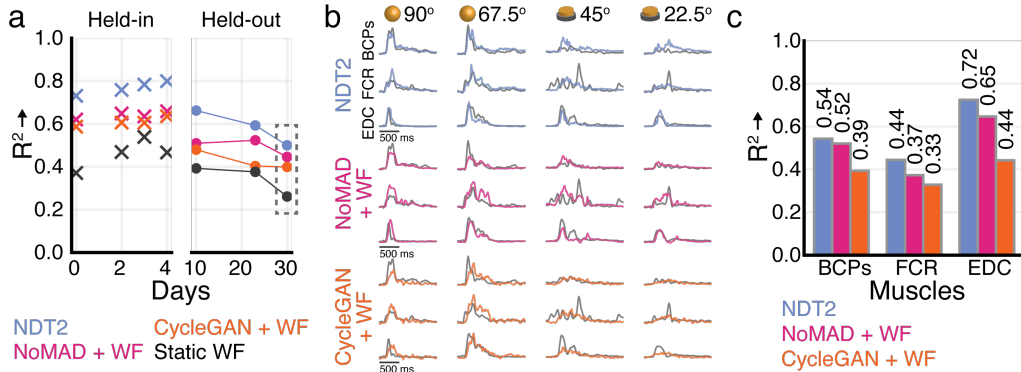 a
Held-in
Held-out
R² →
1.0
0.8
0.6
0.4
0.2
0.0
0
2
4
10
20
30
Days
NDT2
CycleGAN + WF
NoMAD + WF
Static WF
b
90°
67.5°
45°
22.5°
NDT2
BCPs
FCR
EDC
500 ms
NoMAD
+ WF
500 ms
CycleGAN
+ WF
500 ms
c
R² →
1.0
0.8
0.6
0.4
0.2
0.0
0.54
0.52
0.39
0.44
0.37
0.33
0.72
0.65
0.44
BCPs
FCR
EDC
Muscles
NDT2
NoMAD + WF
CycleGAN + WF